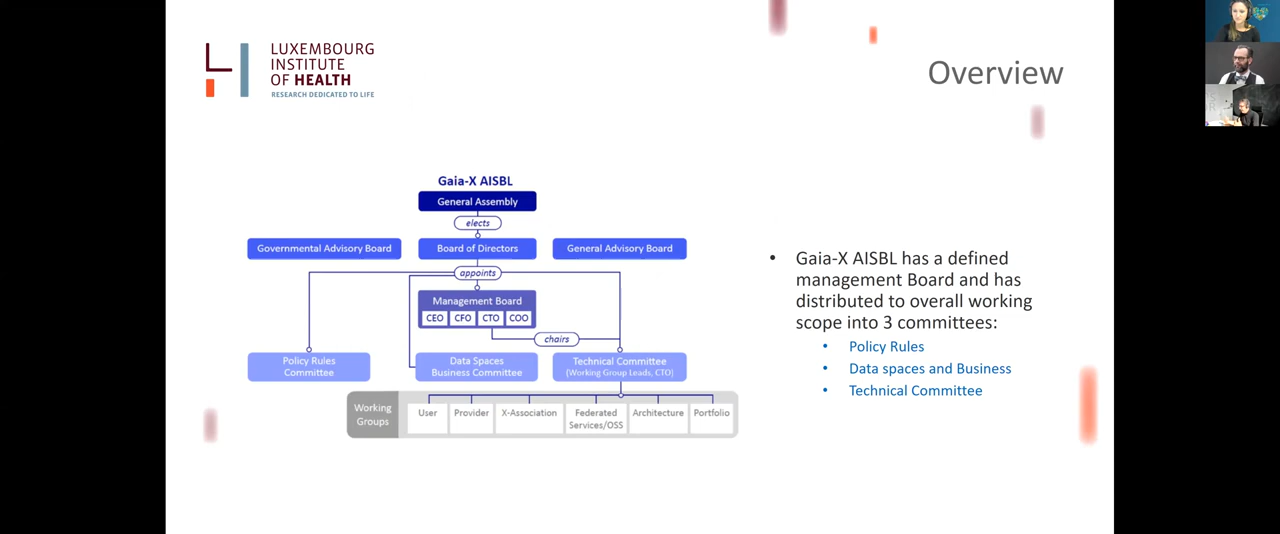 LUXEMBOURG
INSTITUTE
OF HEALTH
RESEARCH DEDICATED TO LIFE
Overview
Gaia-X AISBL
General Assembly
elects
Governmental Advisory Board
Board of Directors
General Advisory Board
appoints
Management Board
CEO
CFO
CTO
COO
chairs
Policy Rules
Committee
Data Spaces
Business Committee
Technical Committee
(Working Group Leads, CTO)
Working
Groups
User
Provider
X-Association
Federated
Services/OSS
Architecture
Portfolio
• Gaia-X AISBL has a defined
management Board and has
distributed to overall working
scope into 3 committees:
• Policy Rules
• Data spaces and Business
• Technical Committee